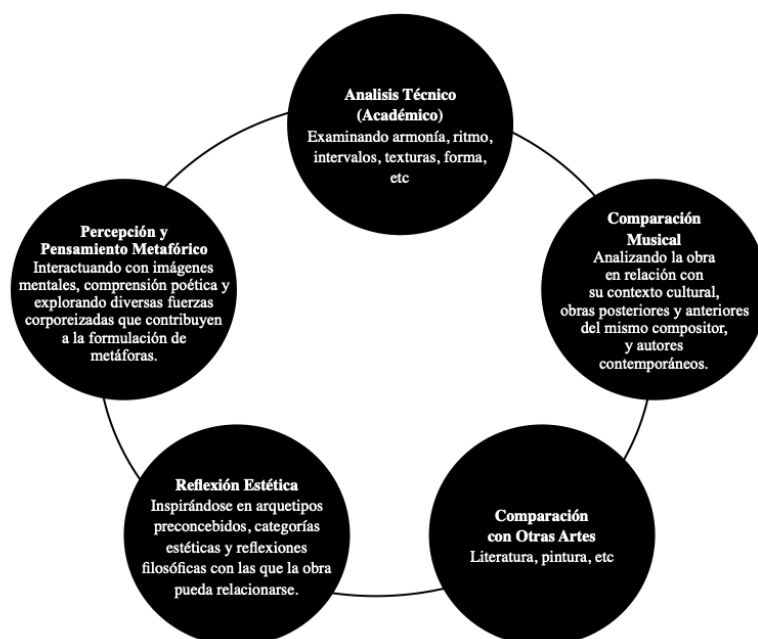 Analisis Técnico
(Académico)
Examinando armonía, ritmo,
intervalos, texturas, forma,
etc
Comparación
Musical
Analizando la obra
en relación con
su contexto cultural,
obras posteriores y anteriores
del mismo compositor,
y autores
contemporáneos.
Comparación
con Otras Artes
Literatura, pintura, etc
Reflexión Estética
Inspirándose en arquetipos
preconcebidos, categorías
estéticas y reflexiones
filosóficas con las que la obra
pueda relacionarse.
Percepción y
Pensamiento Metafórico
Interactuando con imágenes
mentales, comprensión poética y
explorando diversas fuerzas
corporeizadas que contribuyen
a la formulación de
metáforas.